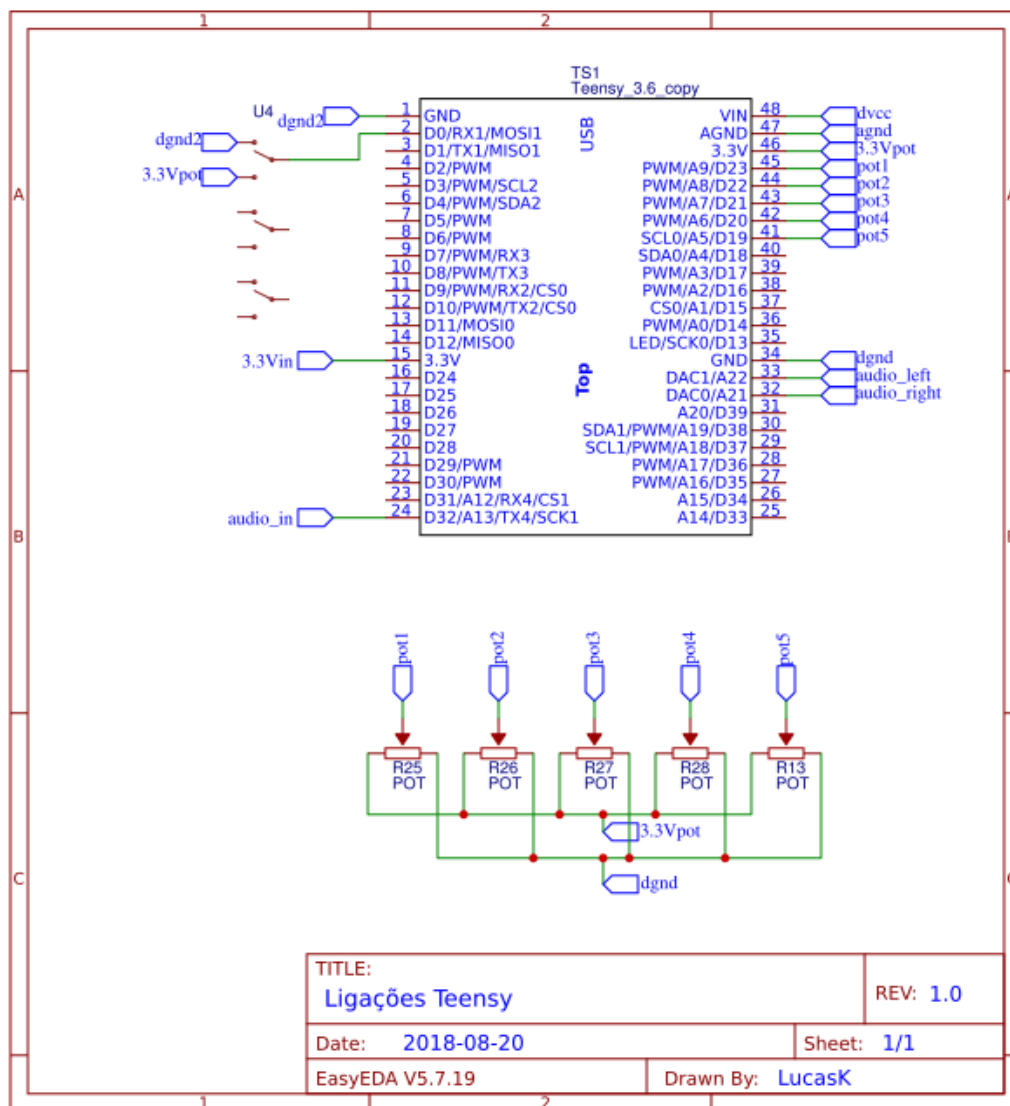 1 2
TS1
Teensy_3.6_copy
U4
dgnd2
dgnd2
3.3Vpot
3.3Vin
audio_in
USB
Top
1 GND
2 D0/RX1/MOSI1
3 D1/TX1/MISO1
4 D2/PWM
5 D3/PWM/SCL2
6 D4/PWM/SDA2
7 D5/PWM
8 D6/PWM
9 D7/PWM/RX3
10 D8/PWM/TX3
11 D9/PWM/RX2/CS0
12 D10/PWM/TX2/CS0
13 D11/MOSI0
14 D12/MISO0
15 3.3V
16 D24
17 D25
18 D26
19 D27
20 D28
21 D29/PWM
22 D30/PWM
23 D31/A12/RX4/CS1
24 D32/A13/TX4/SCK1
VIN 48 dvcc
AGND 47 agnd
3.3V 46 3.3Vpot
PWM/A9/D23 45 pot1
PWM/A8/D22 44 pot2
PWM/A7/D21 43 pot3
PWM/A6/D20 42 pot4
SCL0/A5/D19 41 pot5
SDA0/A4/D18 40
PWM/A3/D17 39
PWM/A2/D16 38
CS0/A1/D15 37
PWM/A0/D14 36
LED/SCK0/D13 35
GND 34 dgnd
DAC1/A22 33 audio_left
DAC0/A21 32 audio_right
A20/D39 31
SDA1/PWM/A19/D38 30
SCL1/PWM/A18/D37 29
PWM/A17/D36 28
PWM/A16/D35 27
A15/D34 26
A14/D33 25
A
B
C
pot1 pot2 pot3 pot4 pot5
R25 R26 R27 R28 R13
POT POT POT POT POT
3.3Vpot
dgnd
TITLE:
Ligações Teensy
REV: 1.0
Date: 2018-08-20 Sheet: 1/1
EasyEDA V5.7.19 Drawn By: LucasK
1 2